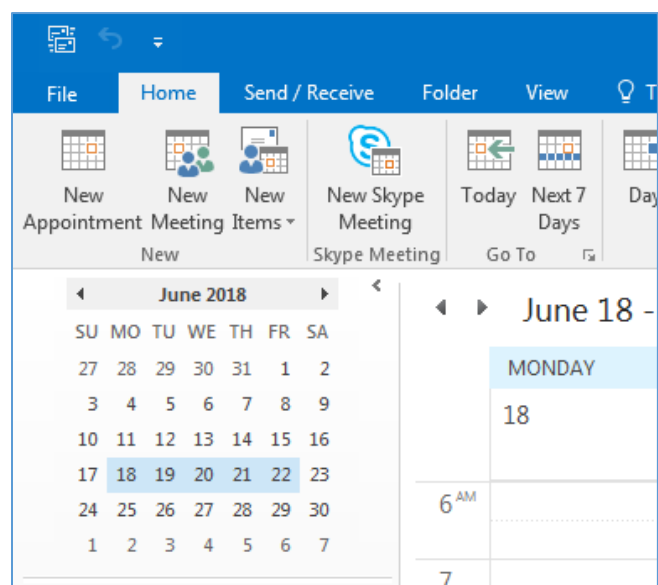 File Home Send / Receive Folder View T
New Appointment New Meeting New Items New Skype Meeting Today Next 7 Days Day
New Skype Meeting Go To
June 2018
SU MO TU WE TH FR SA
27 28 29 30 31 1 2
3 4 5 6 7 8 9
10 11 12 13 14 15 16
17 18 19 20 21 22 23
24 25 26 27 28 29 30
1 2 3 4 5 6 7
June 18 -
MONDAY
18
6 AM
7